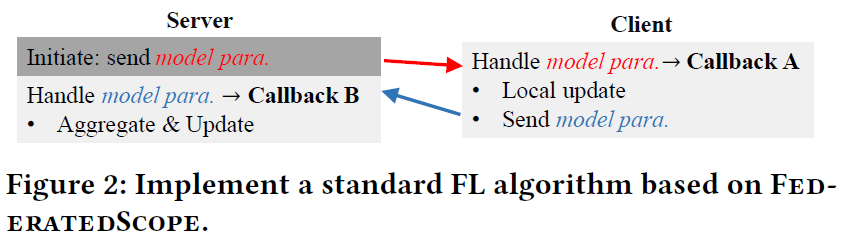 Server
Initiate: send model para.
Handle model para. → Callback B
• Aggregate & Update
Client
Handle model para.→ Callback A
• Local update
• Send model para.
Figure 2: Implement a standard FL algorithm based on FED-
ERATEDSCOPE.